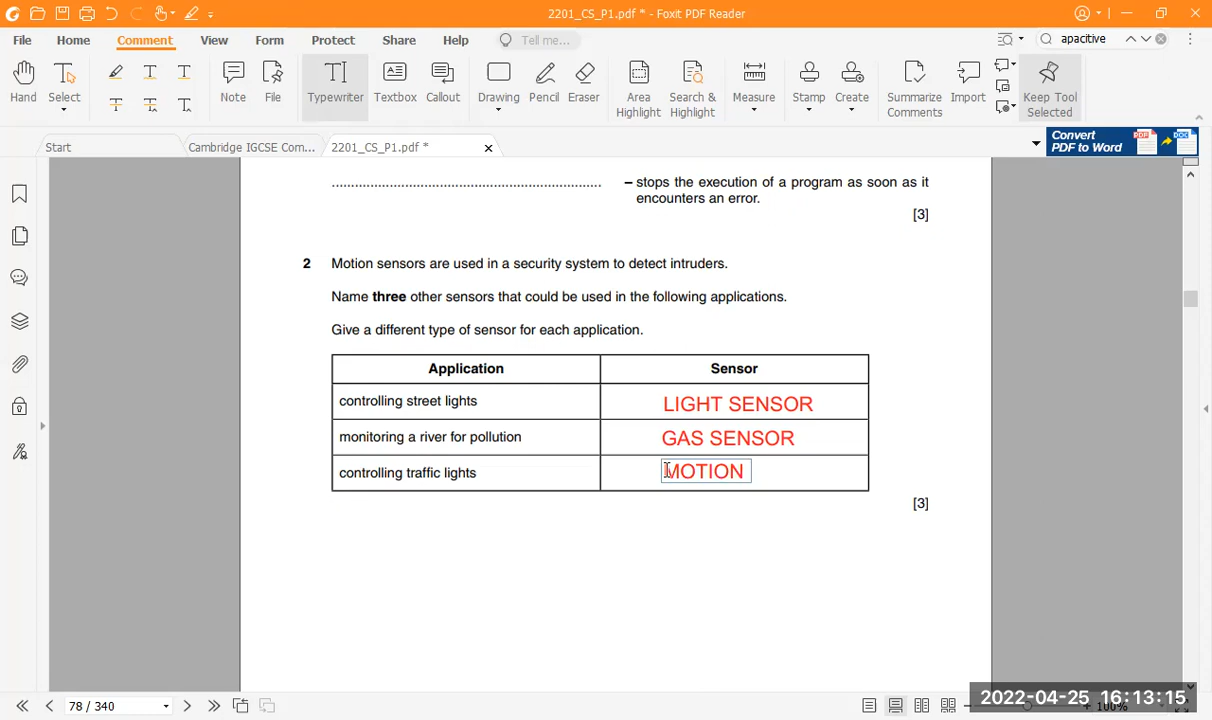 2201_CS_P1.pdf * - Foxit PDF Reader
File Home Comment View Form Protect Share Help Tell me... apacitive
Hand Select Note File Typewriter Textbox Callout Drawing Pencil Eraser Area Highlight Search & Highlight Measure Stamp Create Summarize Comments Import Keep Tool Selected
Start Cambridge IGCSE Com... 2201_CS_P1.pdf *
Convert
PDF to Word
...................................................................... – stops the execution of a program as soon as it
encounters an error.
[3]
2 Motion sensors are used in a security system to detect intruders.
Name three other sensors that could be used in the following applications.
Give a different type of sensor for each application.
Application Sensor
controlling street lights LIGHT SENSOR
monitoring a river for pollution GAS SENSOR
controlling traffic lights MOTION
[3]
78 / 340
2022-04-25 16:13:15
100%